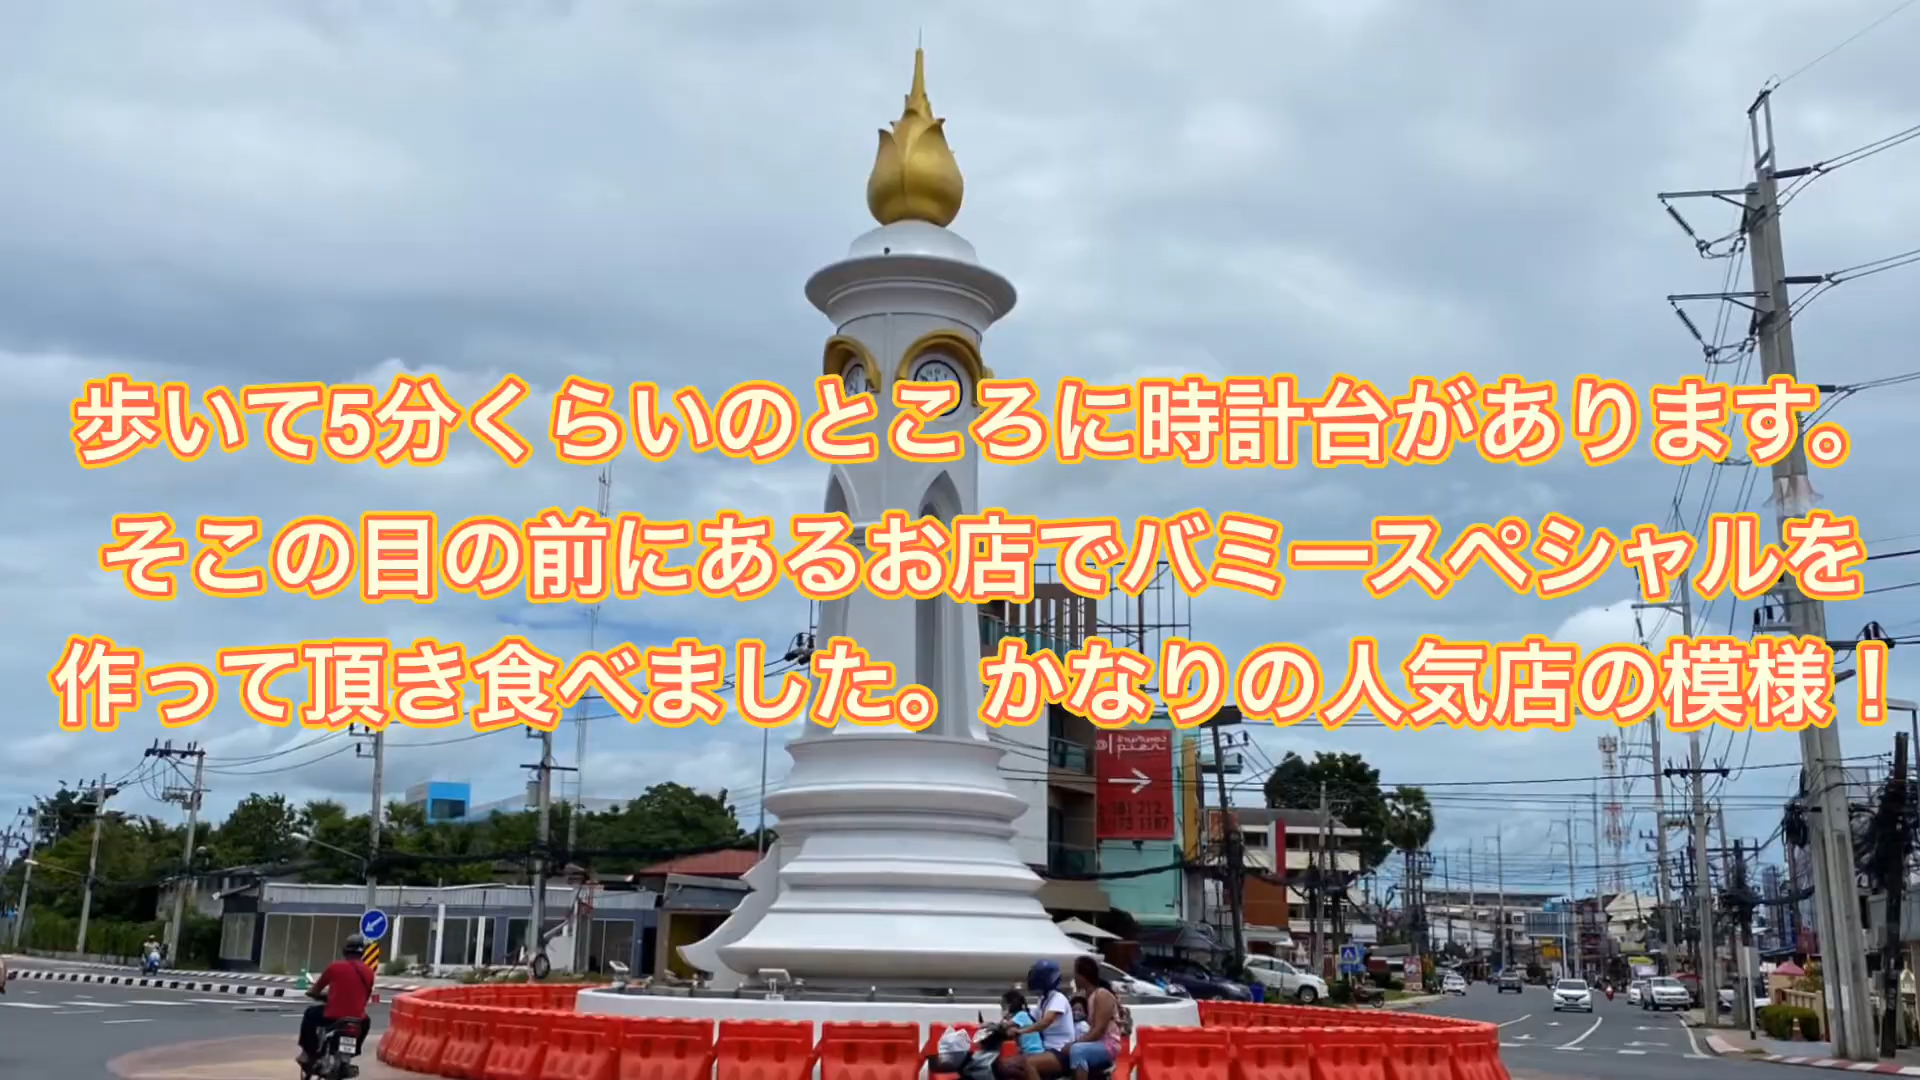 歩いて5分くらいのところに時計台があります。
そこの目の前にあるお店でバミースペシャルを
作って頂き食べました。かなりの人気店の模様！
pien